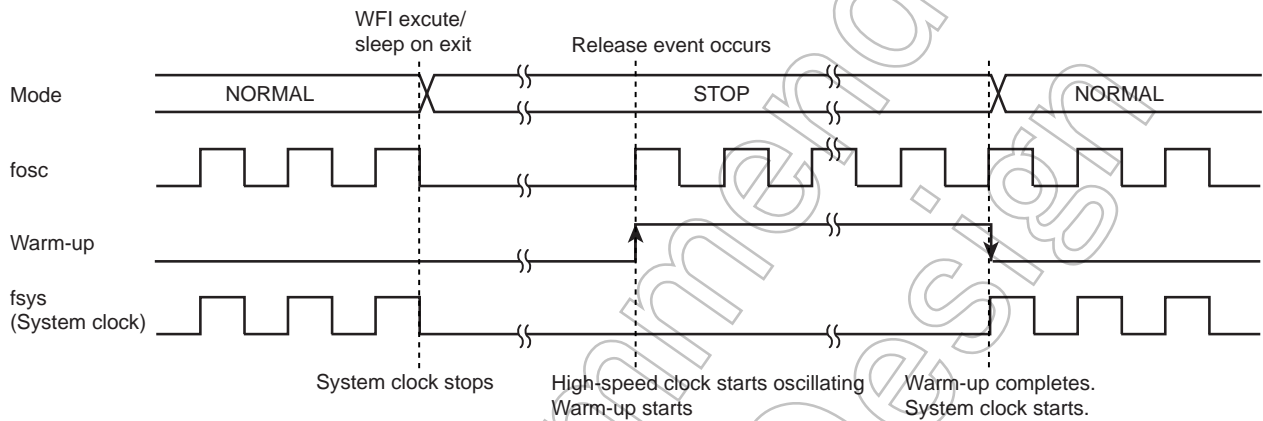 WFI excute/
sleep on exit
Release event occurs
Mode
NORMAL
STOP
NORMAL
fosc
Warm-up
fsys
(System clock)
System clock stops
High-speed clock starts oscillating
Warm-up starts
Warm-up completes.
System clock starts.